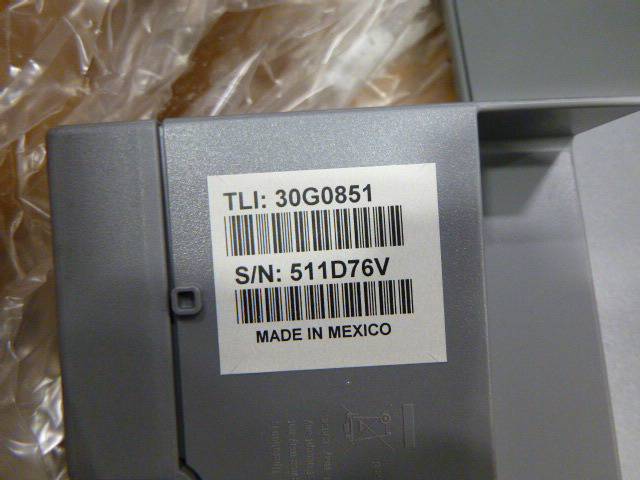 TLI: 30G0851
S/N: 511D76V
MADE IN MEXICO